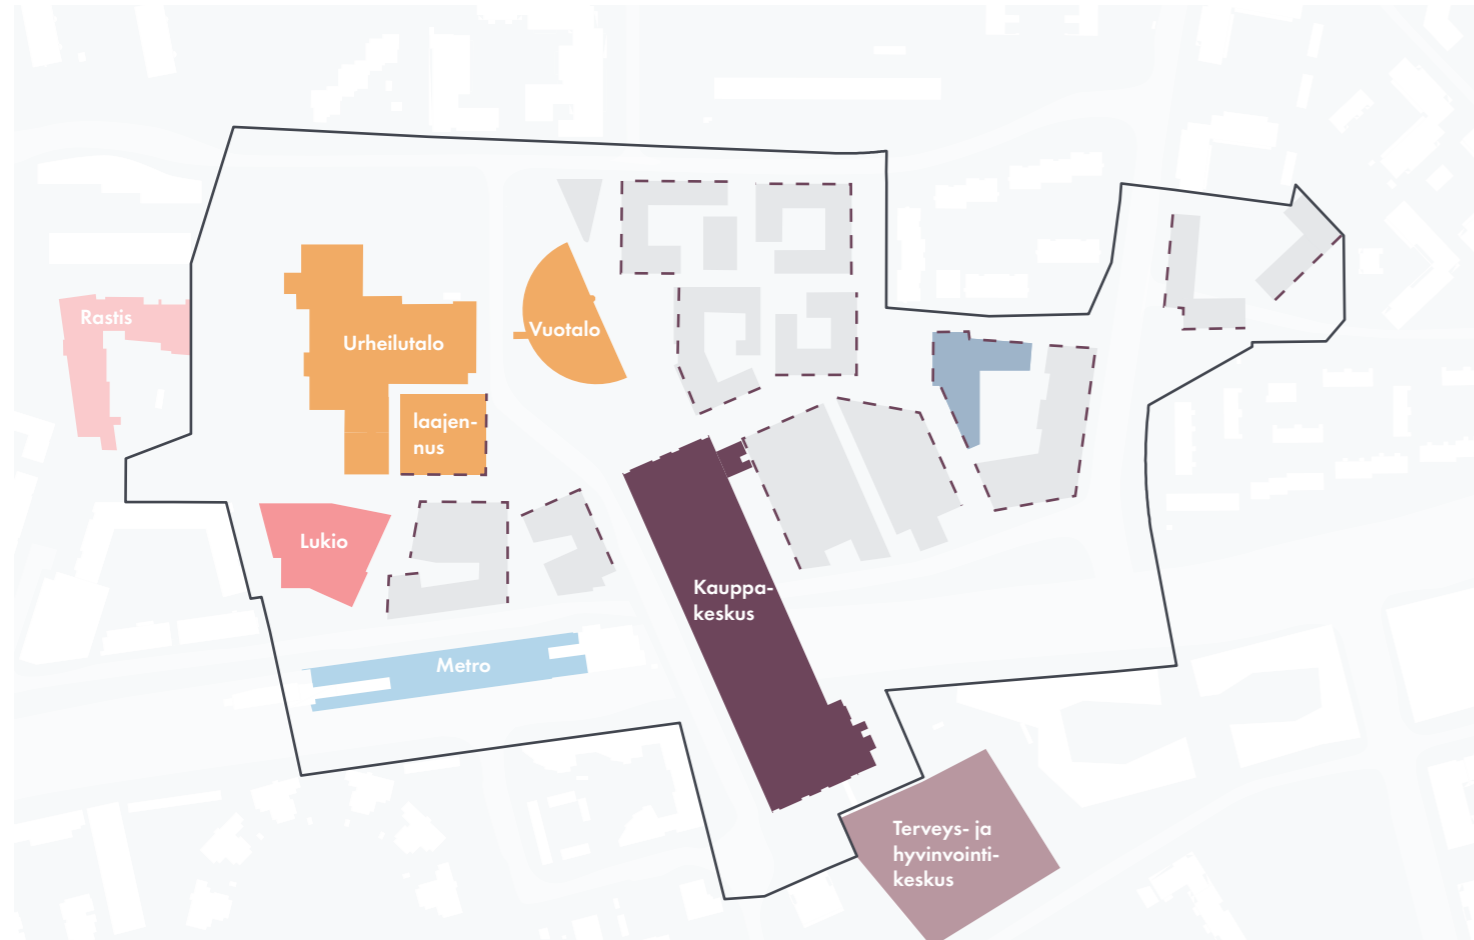 Rastis
Urheilutalo
Vuotalo
laajen-
nus
Lukio
Kauppa-
keskus
Metro
Terveys- ja
hyvinvointi-
keskus